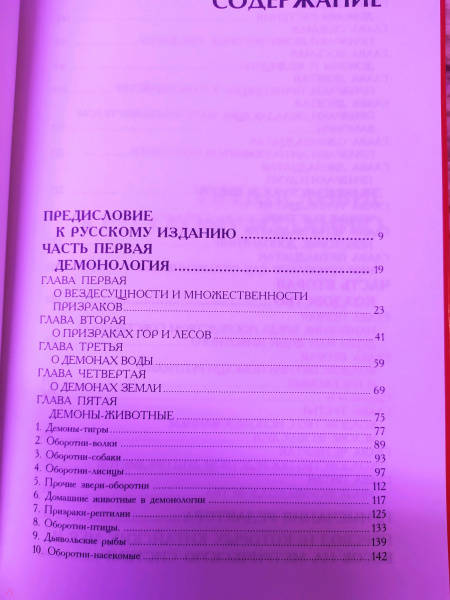 СОДЕРЖАНИЕ
ПРЕДИСЛОВИЕ
К РУССКОМУ ИЗДАНИЮ 9
ЧАСТЬ ПЕРВАЯ
ДЕМОНОЛОГИЯ 19
ГЛАВА ПЕРВАЯ
О ВЕЗДЕСУЩНОСТИ И МНОЖЕСТВЕННОСТИ
ПРИЗРАКОВ 23
ГЛАВА ВТОРАЯ
О ПРИЗРАКАХ ГОР И ЛЕСОВ 41
ГЛАВА ТРЕТЬЯ
О ДЕМОНАХ ВОДЫ 59
ГЛАВА ЧЕТВЕРТАЯ
О ДЕМОНАХ ЗЕМЛИ 69
ГЛАВА ПЯТАЯ
ДЕМОНЫ-ЖИВОТНЫЕ 75
1. Демоны-тигры 77
2. Оборотни-волки 89
3. Оборотни-собаки 93
4. Оборотни-лисицы 97
5. Прочие звери-оборотни 112
6. Домашние животные в демонологии 117
7. Призраки-рептилии 125
8. Оборотни-птицы. 133
9. Дьявольские рыбы 139
10. Оборотни-насекомые 142